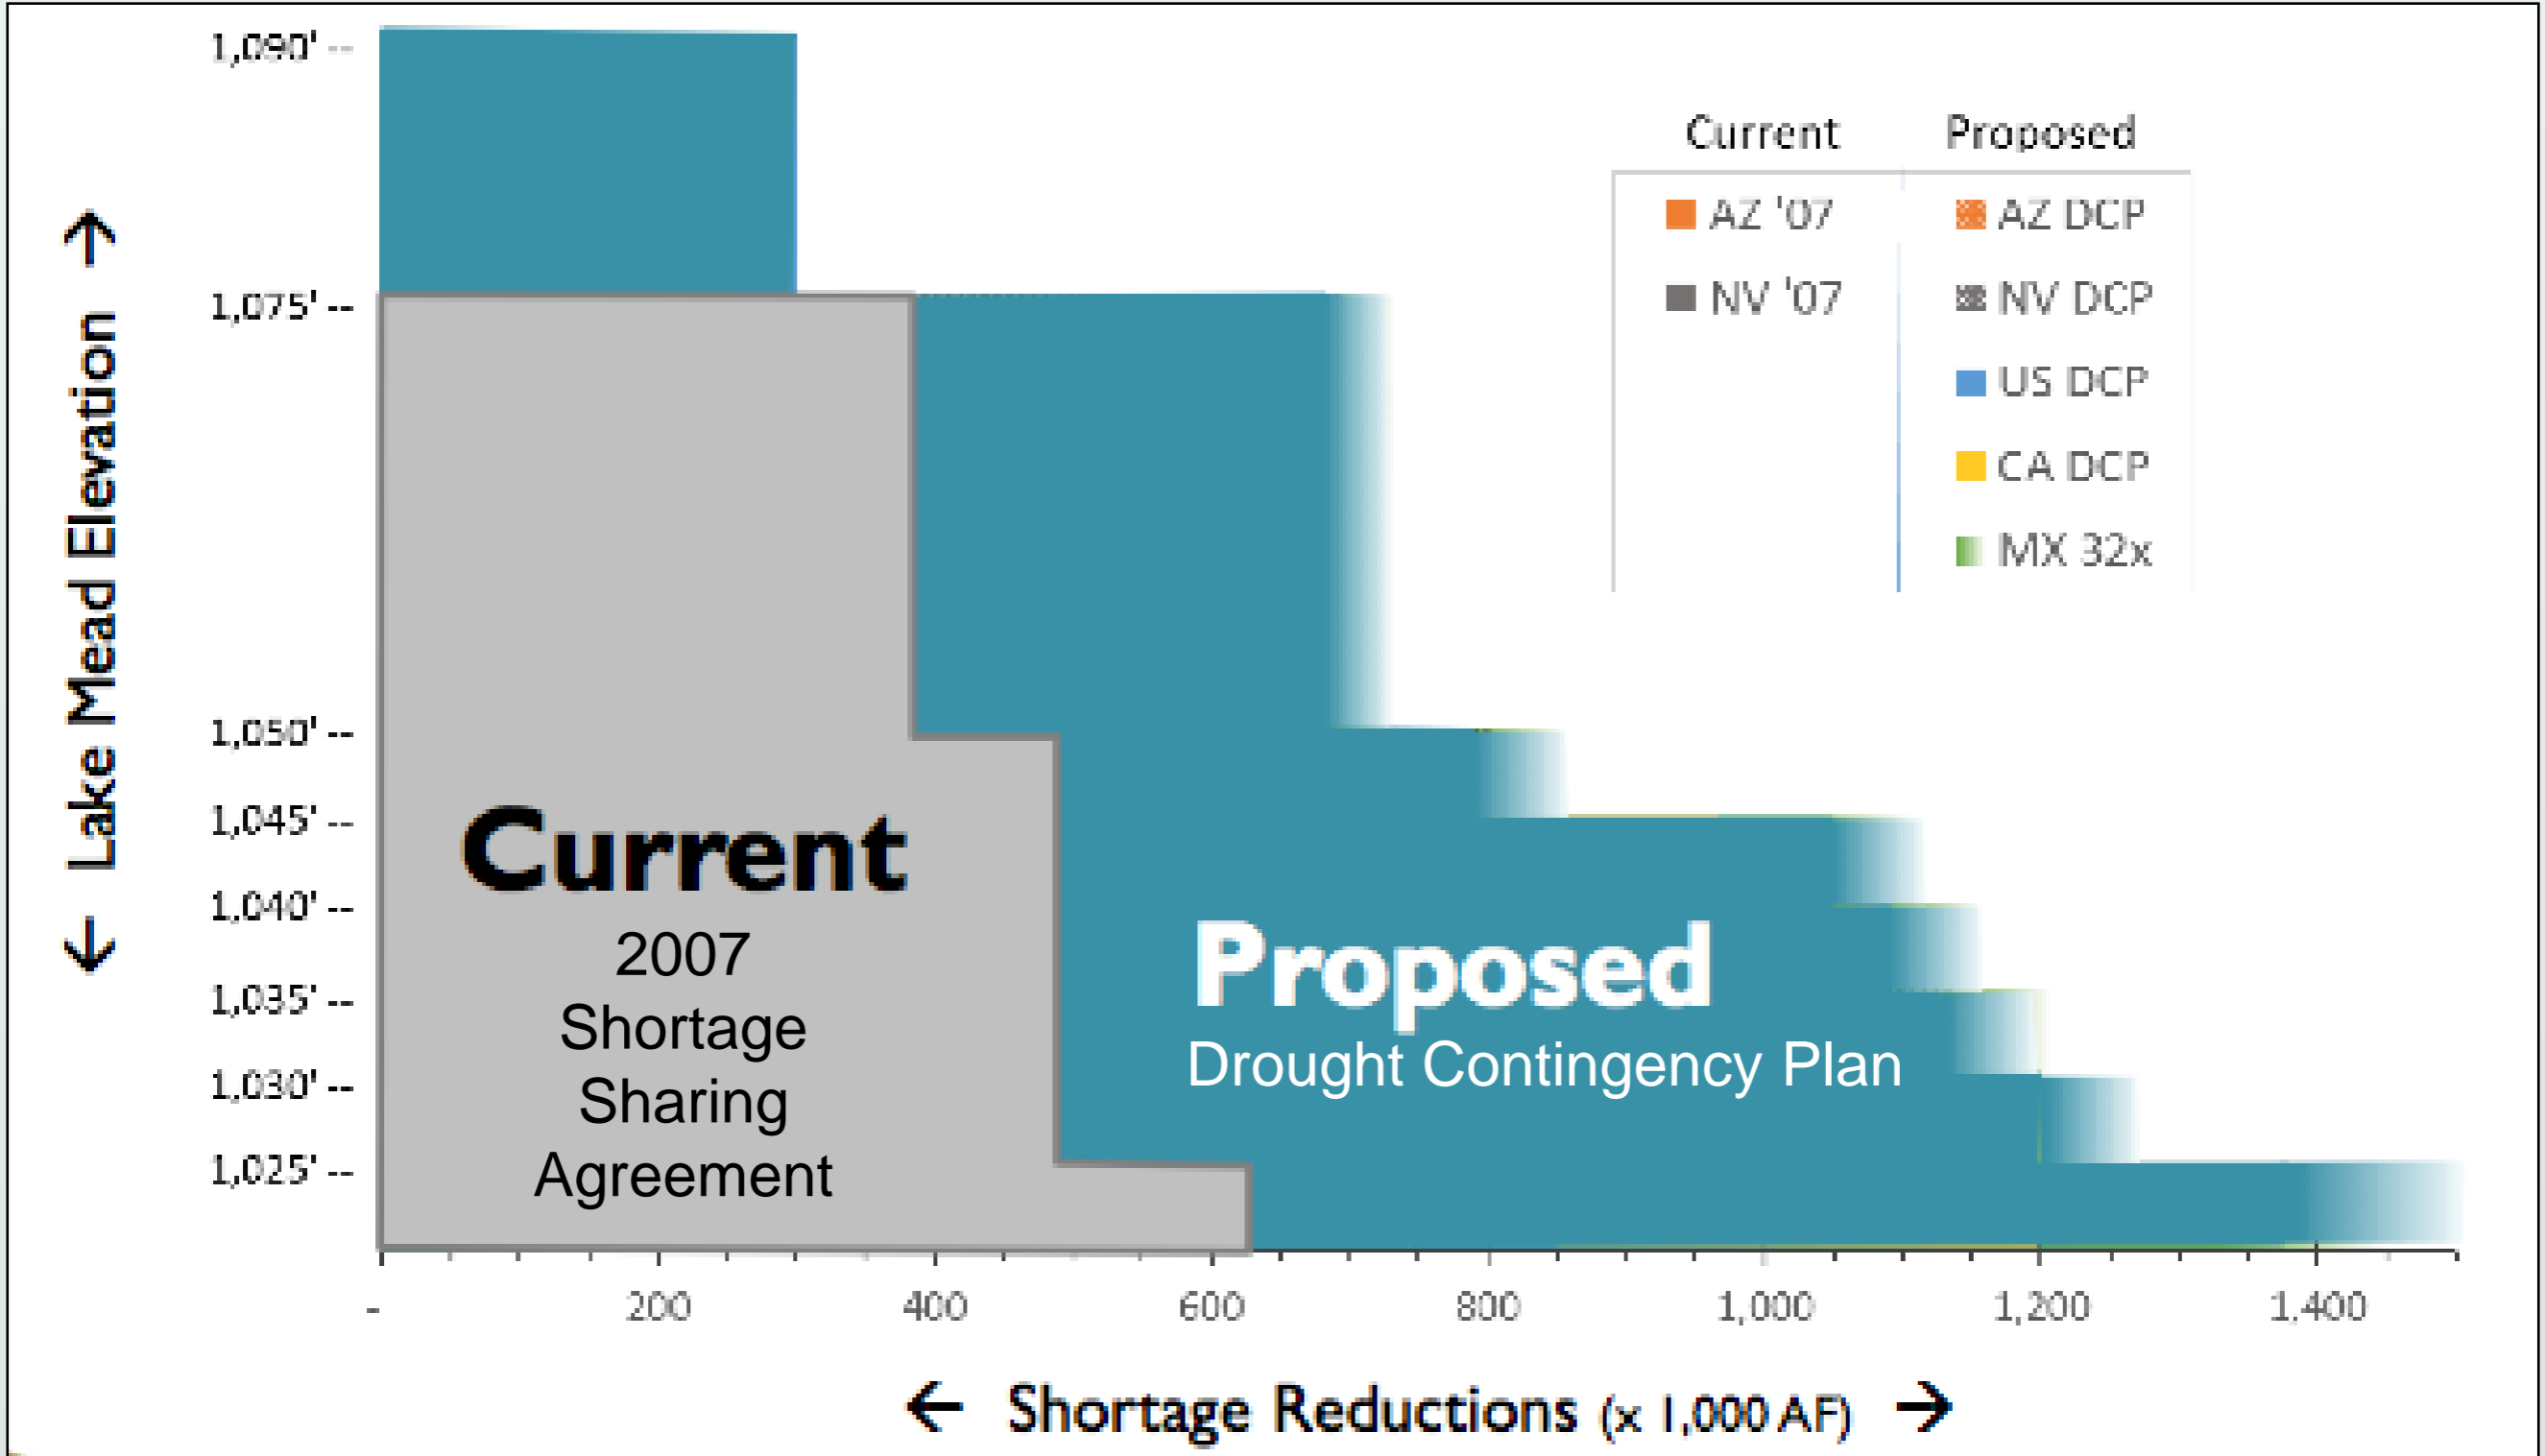 ← Lake Mead Elevation →
1,090' --
1,075' --
1,050' --
1,045' --
1,040' --
1,035' --
1,030' --
1,025' --
Current Proposed
AZ '07 AZ DCP
NV '07 NV DCP
US DCP
CA DCP
MX 32x
Current
2007
Shortage
Sharing
Agreement
Proposed
Drought Contingency Plan
- 200 400 600 800 1,000 1,200 1,400
← Shortage Reductions (x 1,000 AF) →